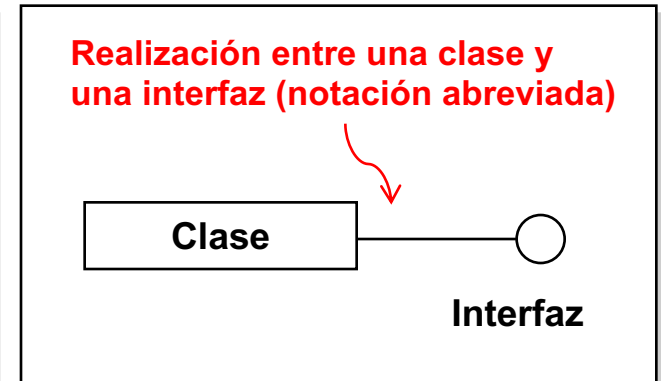 Realización entre una clase y
una interfaz (notación abreviada)
Clase
Interfaz